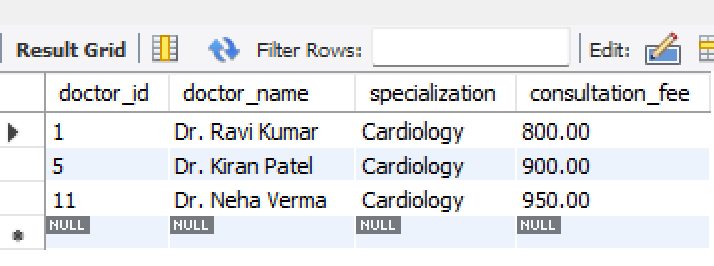 Result Grid Filter Rows: Edit:
doctor_id doctor_name specialization consultation_fee
1 Dr. Ravi Kumar Cardiology 800.00
5 Dr. Kiran Patel Cardiology 900.00
11 Dr. Neha Verma Cardiology 950.00
NULL NULL NULL NULL